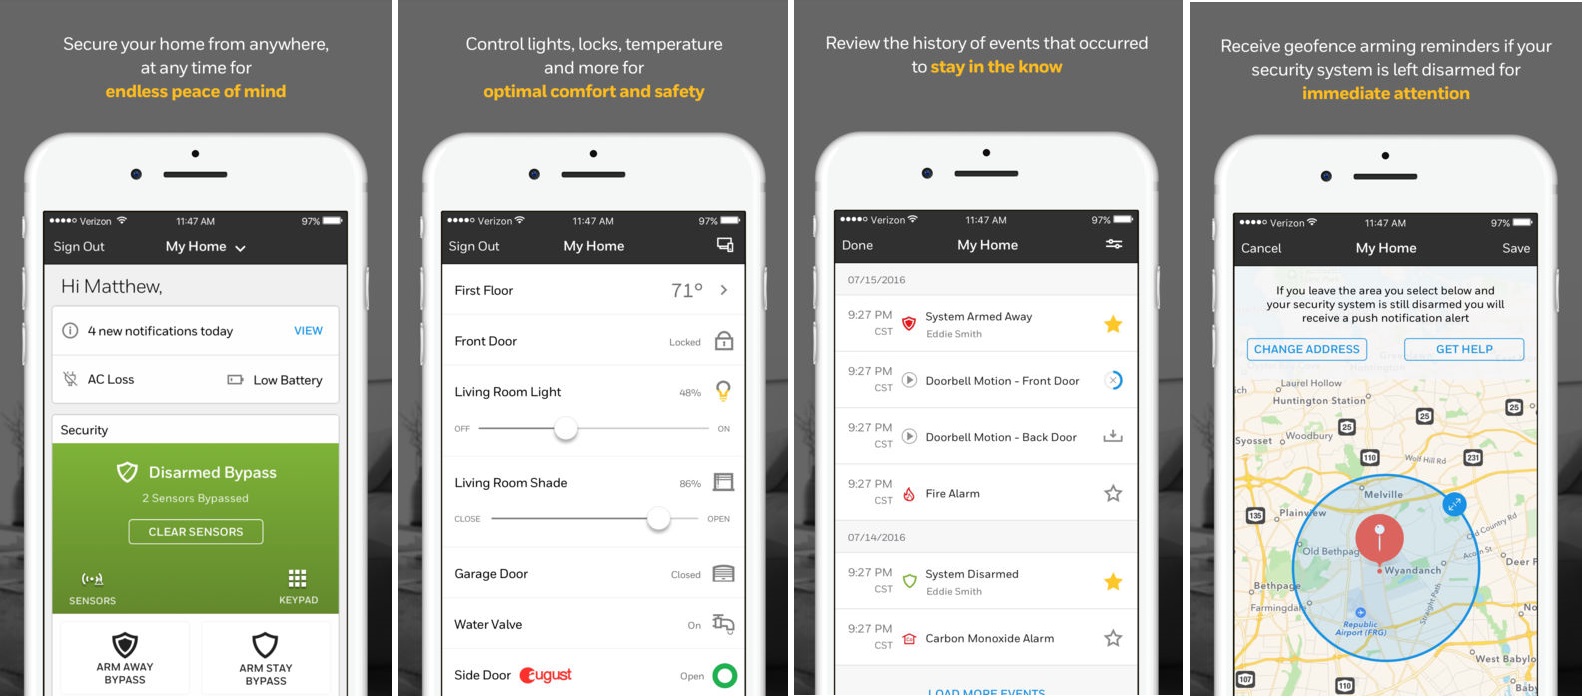 Secure your home from anywhere,
at any time for
endless peace of mind
Verizon
11:47 AM
97%
Sign Out
My Home
Hi Matthew,
4 new notifications today
VIEW
AC Loss
Low Battery
Security
Disarmed Bypass
2 Sensors Bypassed
CLEAR SENSORS
SENSORS
KEYPAD
ARM AWAY
BYPASS
ARM STAY
BYPASS
Control lights, locks, temperature
and more for
optimal comfort and safety
Verizon
11:47 AM
97%
Sign Out
My Home
First Floor
71°
Front Door
Locked
Living Room Light
48%
OFF
ON
Living Room Shade
86%
CLOSE
OPEN
Garage Door
Closed
Water Valve
On
Side Door
august
Open
Review the history of events that occurred
to stay in the know
Verizon
11:47 AM
97%
Done
My Home
07/15/2016
9:27 PM
CST
System Armed Away
Eddie Smith
9:27 PM
CST
Doorbell Motion - Front Door
9:27 PM
CST
Doorbell Motion - Back Door
9:27 PM
CST
Fire Alarm
07/14/2016
9:27 PM
CST
System Disarmed
Eddie Smith
9:27 PM
CST
Carbon Monoxide Alarm
LOAD MORE EVENTS
Receive geofence arming reminders if your
security system is left disarmed for
immediate attention
Verizon
11:47 AM
97%
Cancel
My Home
Save
If you leave the area you select below and
your security system is still disarmed you will
receive a push notification alert
CHANGE ADDRESS
GET HELP
Laurel Hollow
Huntington Station
25
25
25
Syosset
Woodbury
110
Wolf Hill Rd
231
Melville
135
Plainview
Old Country Rd
Old Bethpag
Acorn St
Wyandanch
Deer F
Bethpage
Straight Path
Farmingdale
No
Republic
Airport (FRG)
West Babylo
107
110
Baby